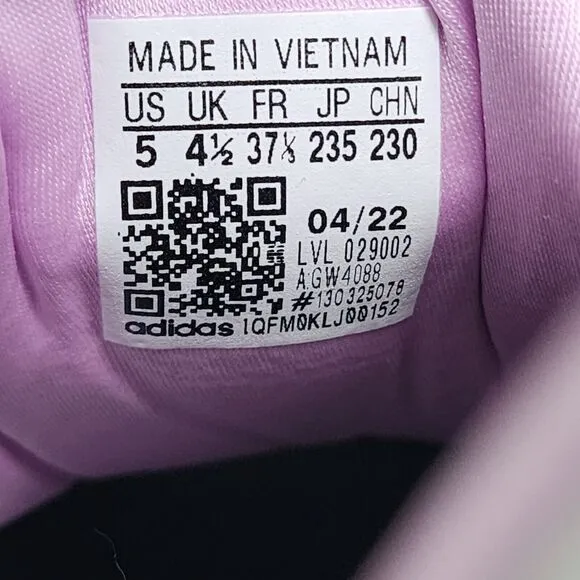 MADE IN VIETNAM
US UK FR JP CHN
5 4½ 37⅓ 235 230
04/22
LVL 029002
AGW4088
#130325078
adidas 1QFM0KLJ00152